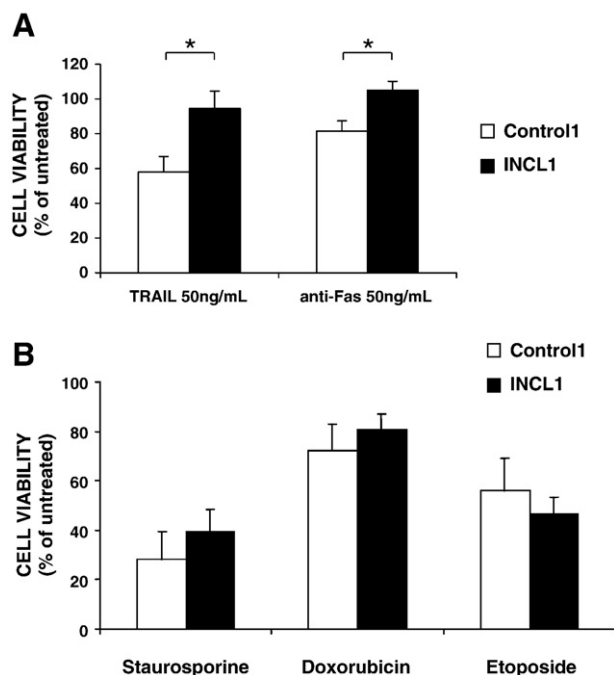 A
* *
120
100
80
60
40
20
0
CELL VIABILITY
(% of untreated)
TRAIL 50ng/mL anti-Fas 50ng/mL
Control1
INCL1
B
Control1
INCL1
100
80
60
40
20
0
CELL VIABILITY
(% of untreated)
Staurosporine Doxorubicin Etoposide